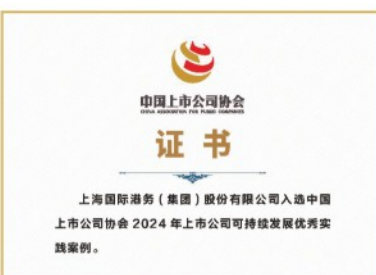 中国上市公司协会
CHINA ASSOCIATION FOR PUBLIC COMPANIES
证书
上海国际港务（集团）股份有限公司入选中国
上市公司协会 2024 年上市公司可持续发展优秀实
践案例。